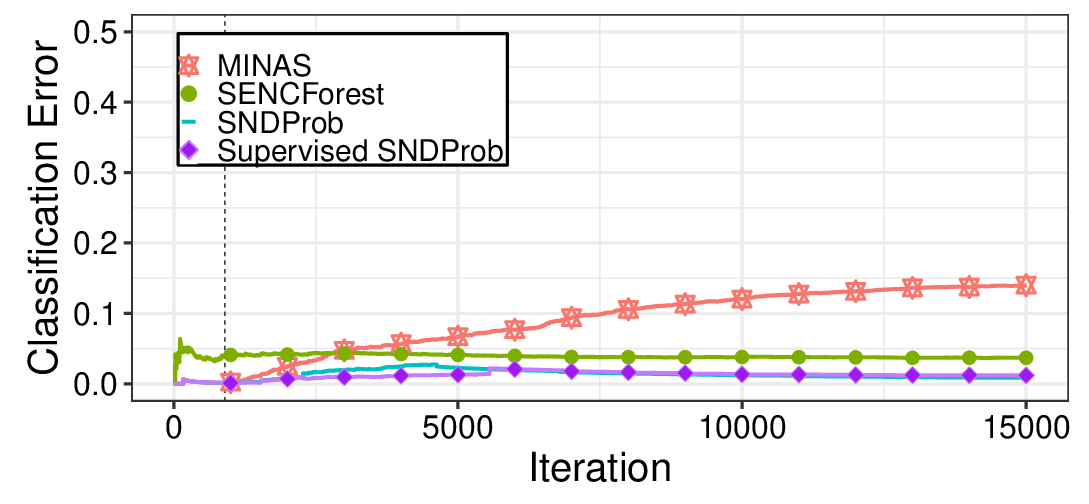 Classification Error
0.5
0.4
0.3
0.2
0.1
0.0
MINAS
SENCForest
SNDProb
Supervised SNDProb
0
5000
10000
15000
Iteration